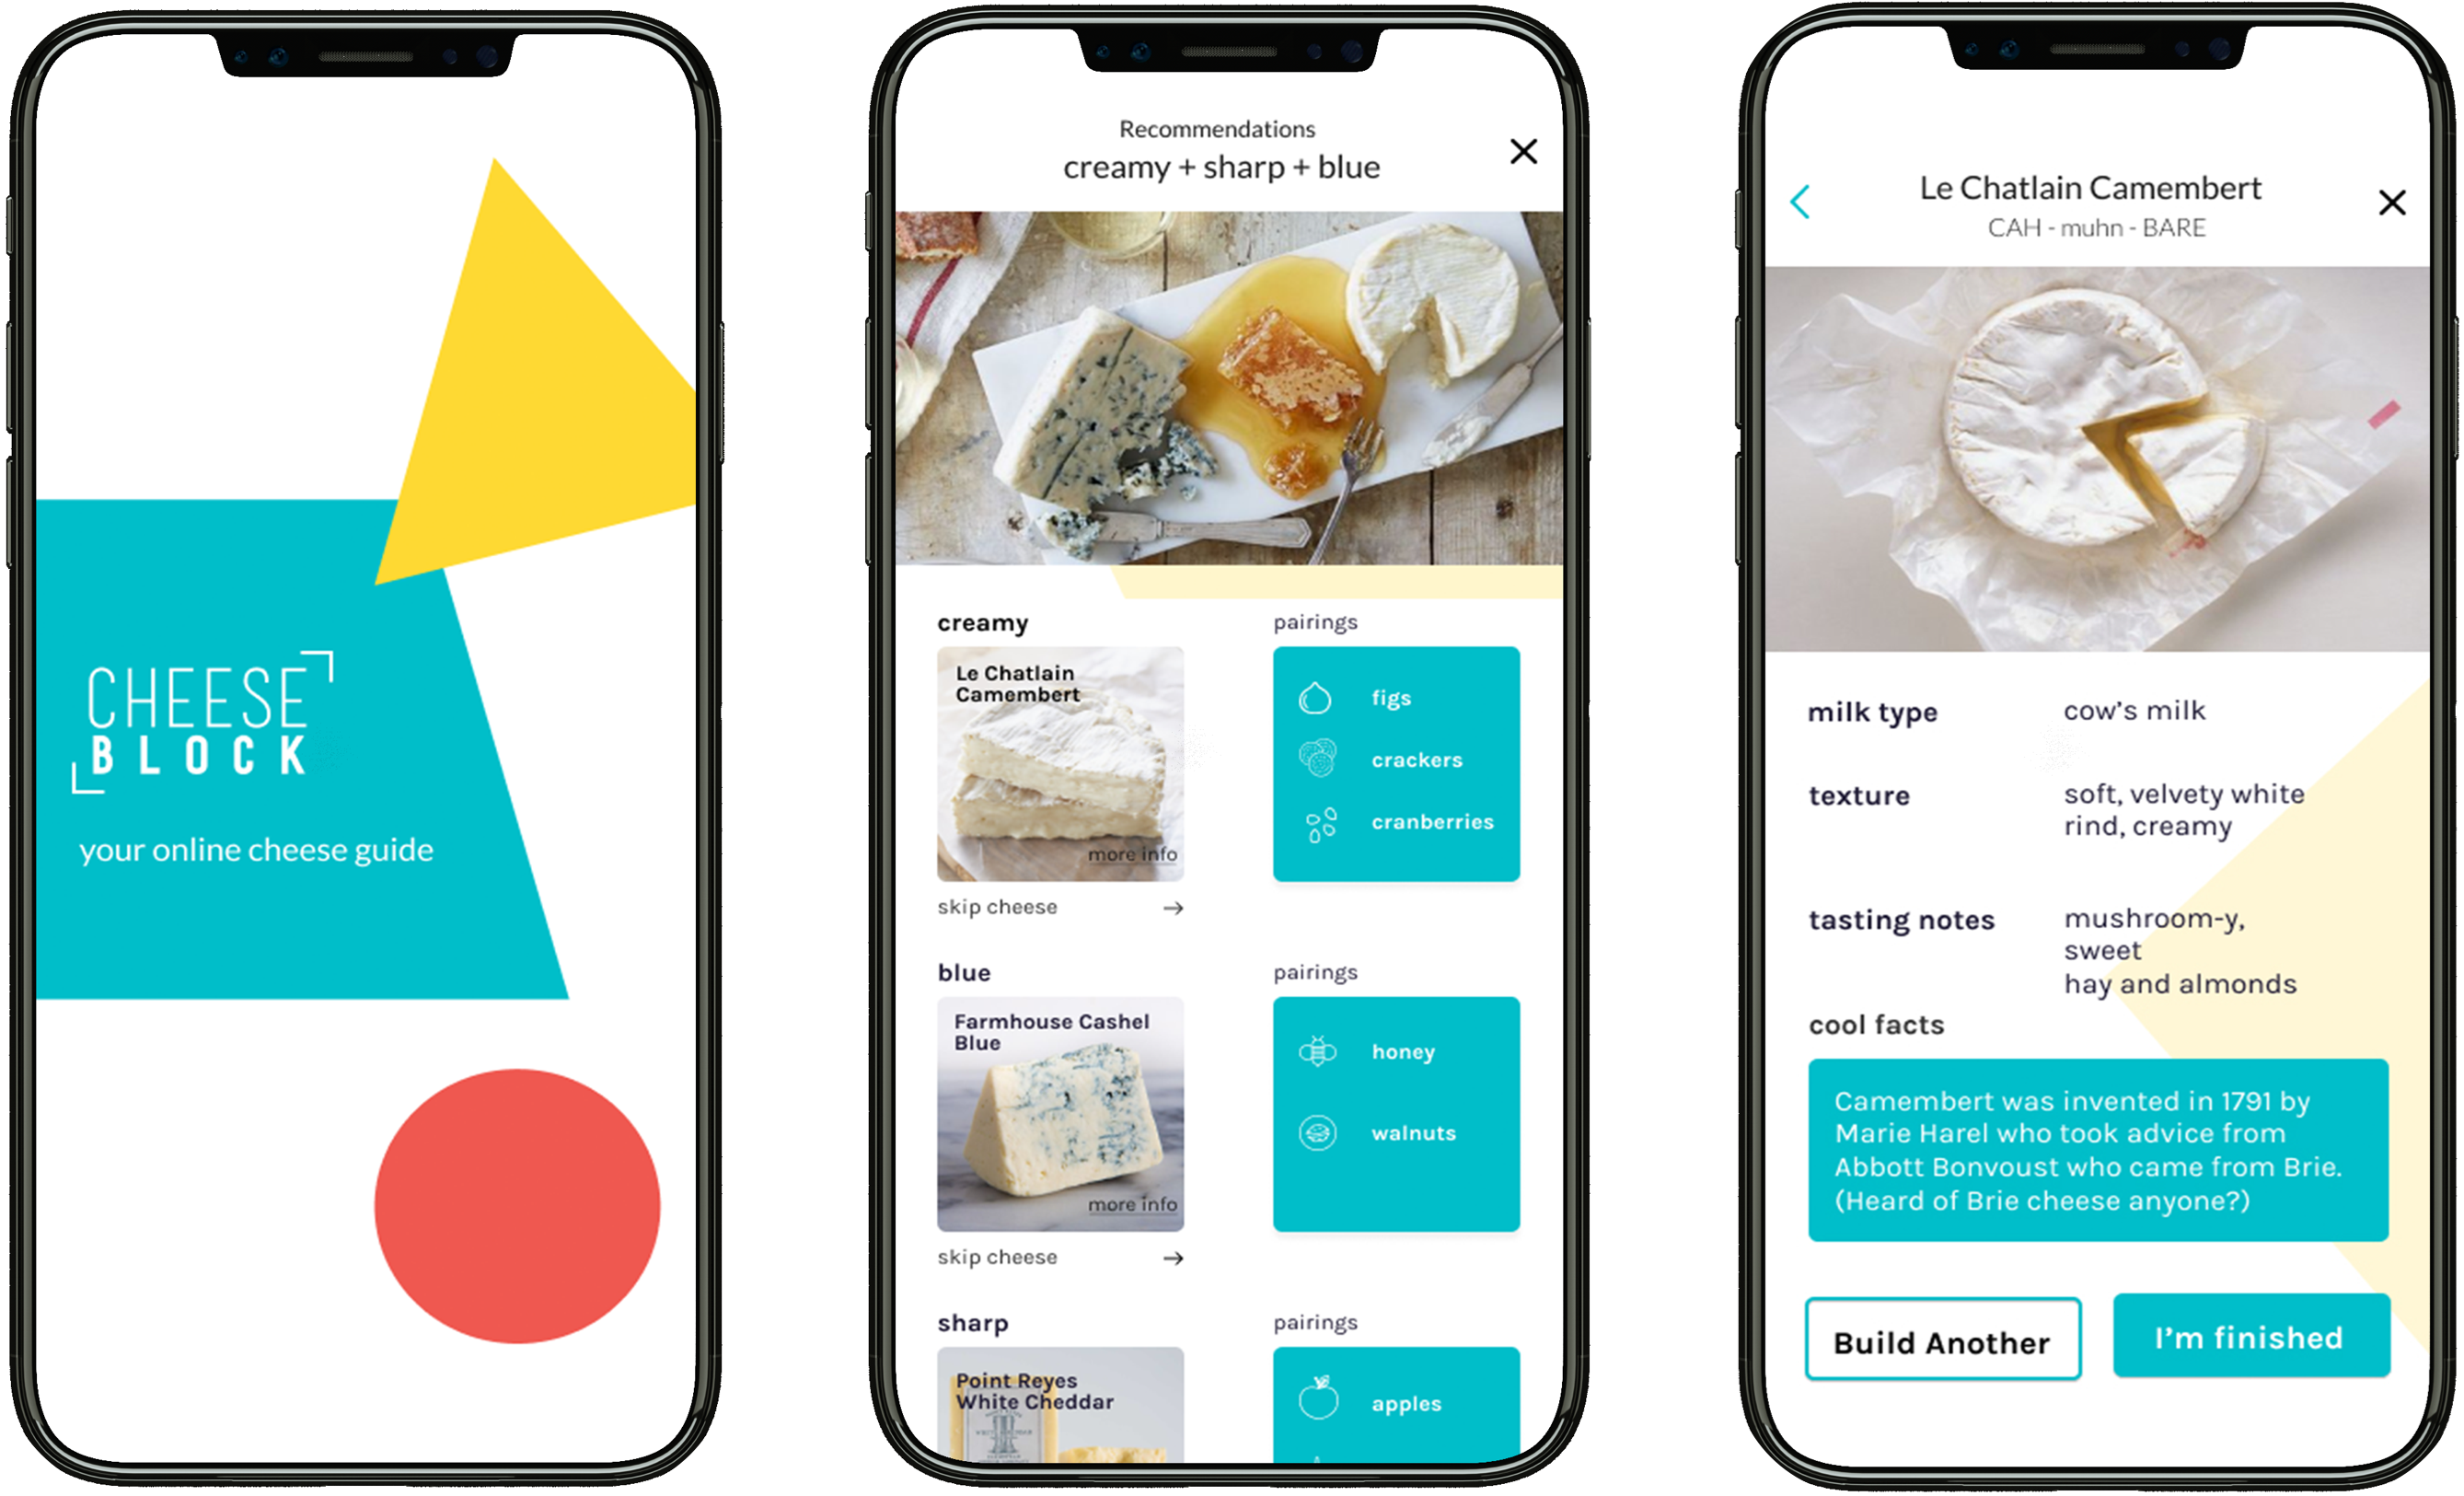 CHEESE
BLOCK
your online cheese guide
Recommendations
creamy + sharp + blue
creamy
pairings
Le Chatlain
Camembert
more info
figs
crackers
cranberries
skip cheese
blue
pairings
Farmhouse Cashel
Blue
more info
honey
walnuts
skip cheese
sharp
pairings
Point Reyes
White Cheddar
apples
Le Chatlain Camembert
CAH - muhn - BARE
milk type
cow’s milk
texture
soft, velvety white
rind, creamy
tasting notes
mushroom-y,
sweet
hay and almonds
cool facts
Camembert was invented in 1791 by
Marie Harel who took advice from
Abbott Bonvoust who came from Brie.
(Heard of Brie cheese anyone?)
Build Another
I’m finished